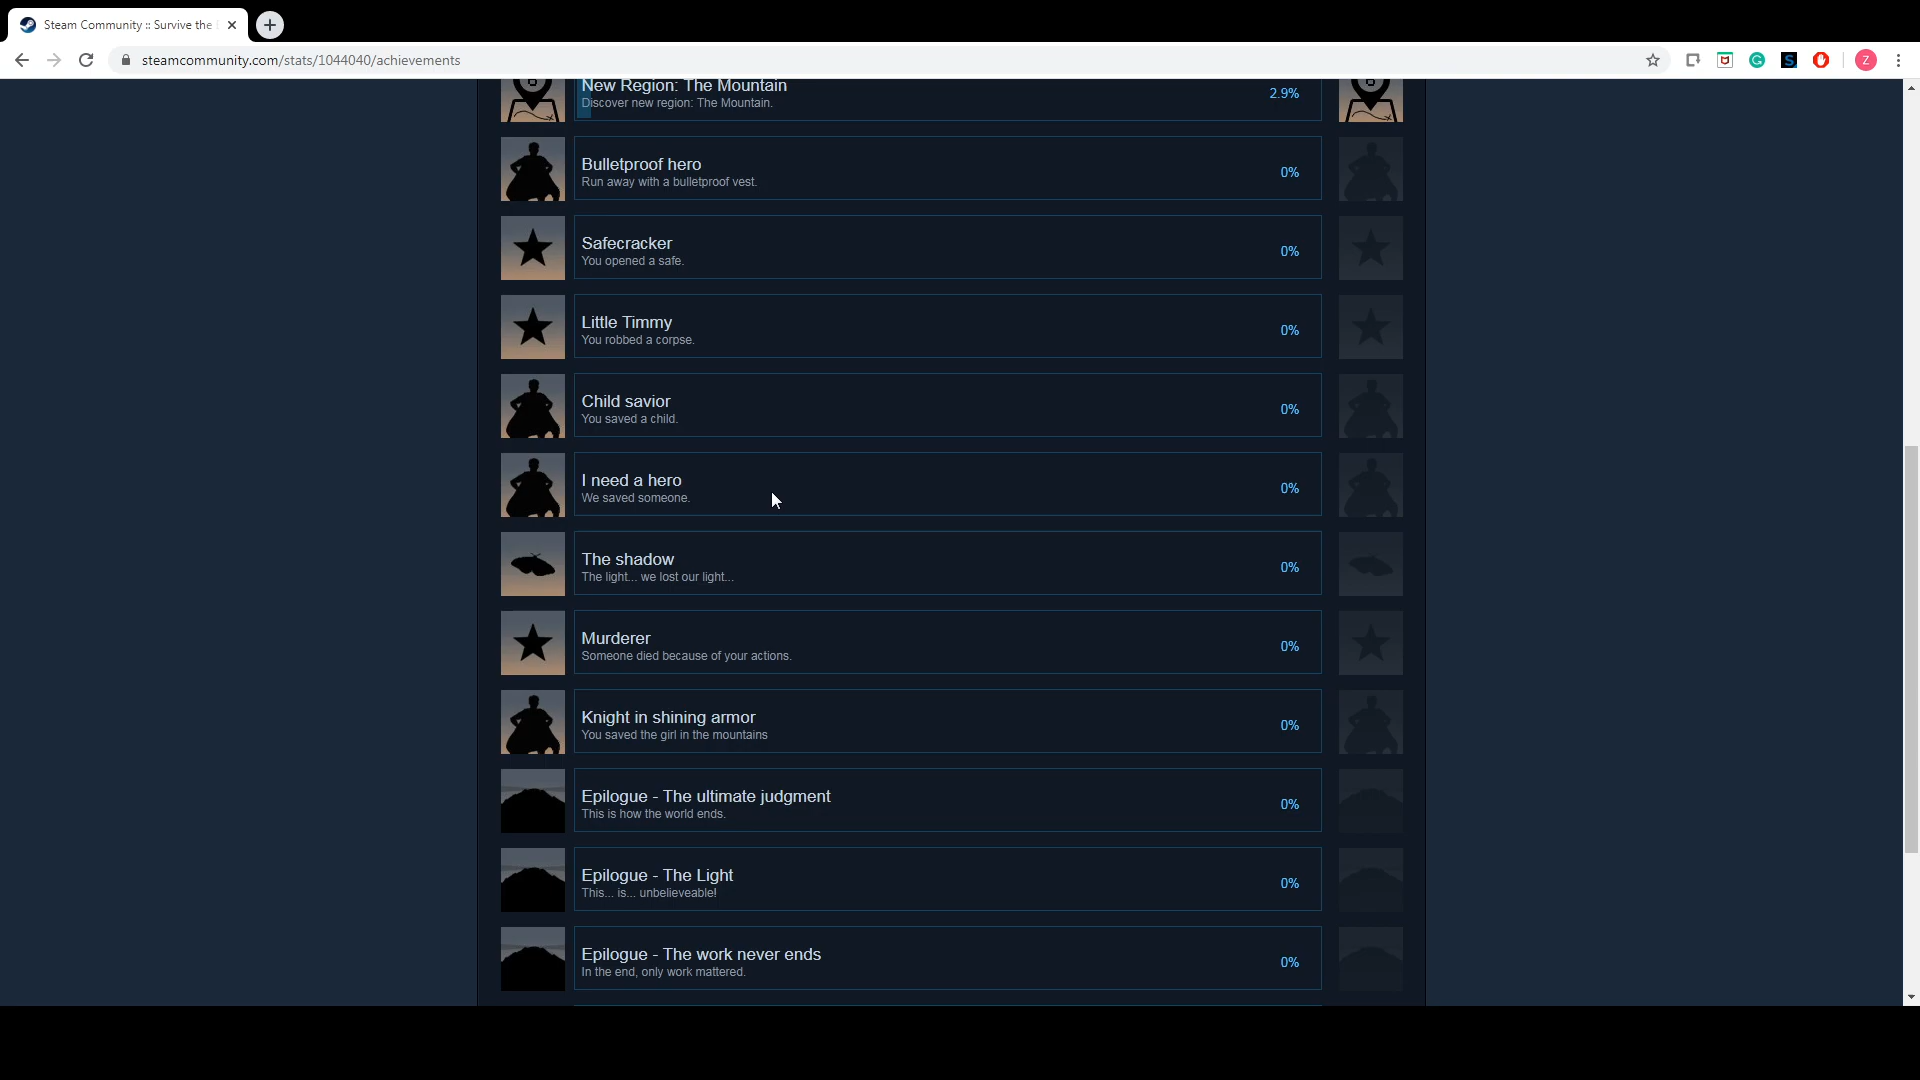 Steam Community :: Survive the
steamcommunity.com/stats/1044040/achievements
Z
New Region: The Mountain
Discover new region: The Mountain.
2.9%
Bulletproof hero
Run away with a bulletproof vest.
0%
Safecracker
You opened a safe.
0%
Little Timmy
You robbed a corpse.
0%
Child savior
You saved a child.
0%
I need a hero
We saved someone.
0%
The shadow
The light... we lost our light...
0%
Murderer
Someone died because of your actions.
0%
Knight in shining armor
You saved the girl in the mountains
0%
Epilogue - The ultimate judgment
This is how the world ends.
0%
Epilogue - The Light
This... is... unbelieveable!
0%
Epilogue - The work never ends
In the end, only work mattered.
0%